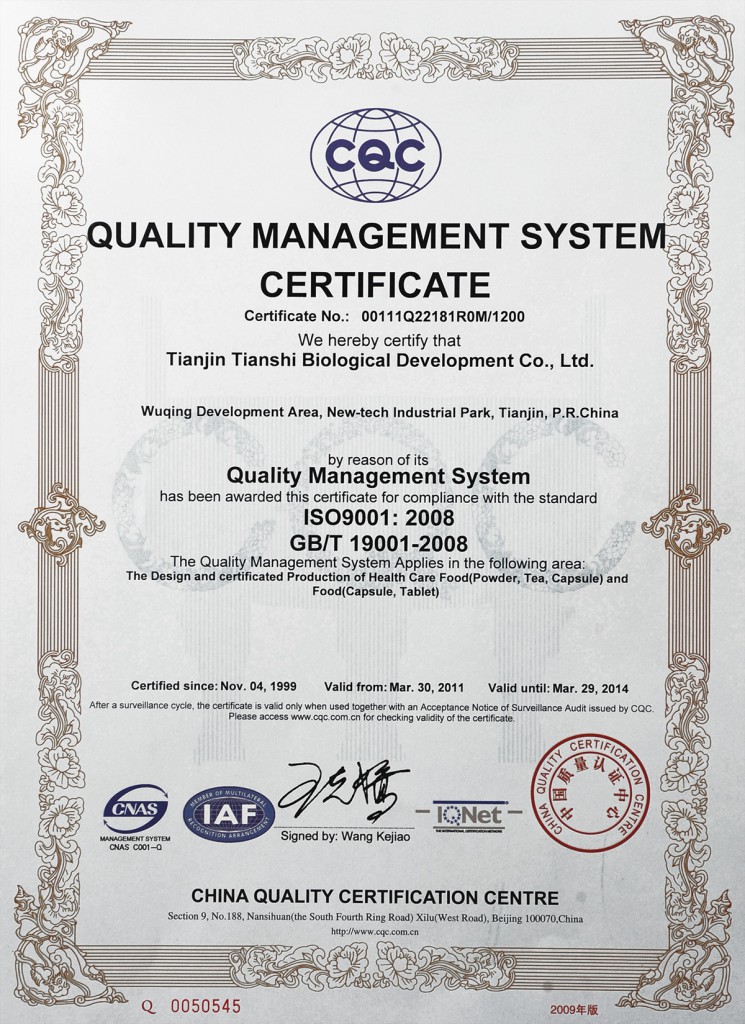 CQC
QUALITY MANAGEMENT SYSTEM
CERTIFICATE
Certificate No.: 00111Q22181R0M/1200
We hereby certify that
Tianjin Tianshi Biological Development Co., Ltd.
Wuqing Development Area, New-tech Industrial Park, Tianjin, P.R.China
by reason of its
Quality Management System
has been awarded this certificate for compliance with the standard
ISO9001: 2008
GB/T 19001-2008
The Quality Management System Applies in the following area:
The Design and certificated Production of Health Care Food(Powder, Tea, Capsule) and
Food(Capsule, Tablet)
Certified since: Nov. 04, 1999 Valid from: Mar. 30, 2011 Valid until: Mar. 29, 2014
After a surveillance cycle, the certificate is valid only when used together with an Acceptance Notice of Surveillance Audit issued by CQC.
Please access www.cqc.com.cn for checking validity of the certificate.
CNAS
MANAGEMENT SYSTEM
CNAS C001-Q
MEMBER OF MULTILATERAL
IAF
RECOGNITION ARRANGEMENT
Signed by: Wang Kejiao
IQNet
THE INTERNATIONAL CERTIFICATION NETWORK
CHINA QUALITY CERTIFICATION CENTRE
中国质量认证中心
CHINA QUALITY CERTIFICATION CENTRE
Section 9, No.188, Nansihuan(the South Fourth Ring Road) Xilu(West Road), Beijing 100070,China
http://www.cqc.com.cn
Q 0050545
2009年版